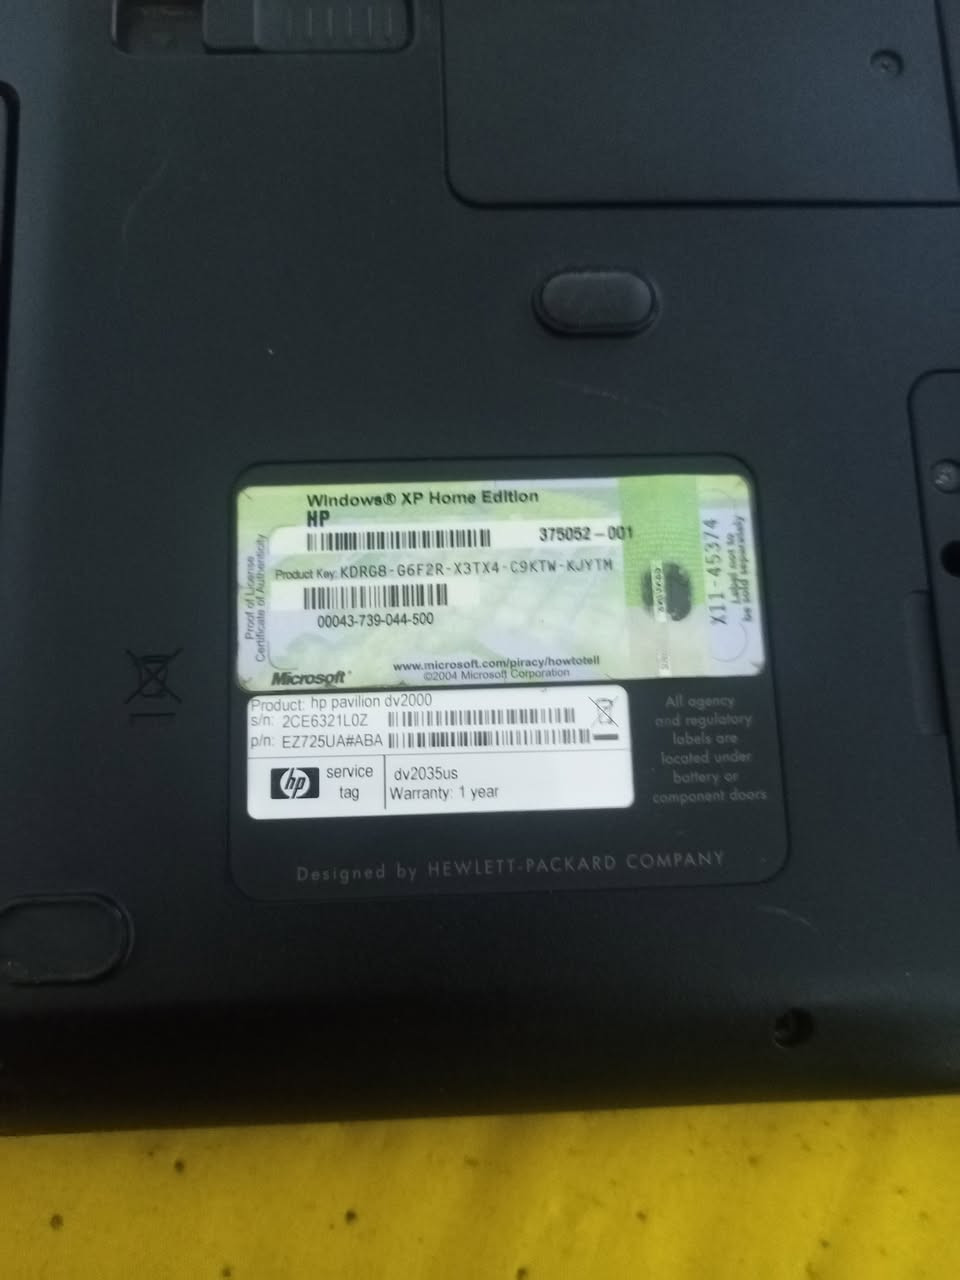 Windows® XP Home Edition
HP
375052-001
Product Key: KDRG8-G6F2R-X3TX4-C9KTW-KJYTM
00043-739-044-500
Proof of License
Certificate of Authenticity
www.microsoft.com/piracy/howtotell
©2004 Microsoft Corporation
Microsoft®
X11-45374
Label not to
be sold separately
Product: hp pavilion dv2000
s/n: 2CE6321L0Z
p/n: EZ725UA#ABA
hp
service
tag
dv2035us
Warranty: 1 year
All agency
and regulatory
labels are
located under
battery or
component doors
Designed by HEWLETT-PACKARD COMPANY